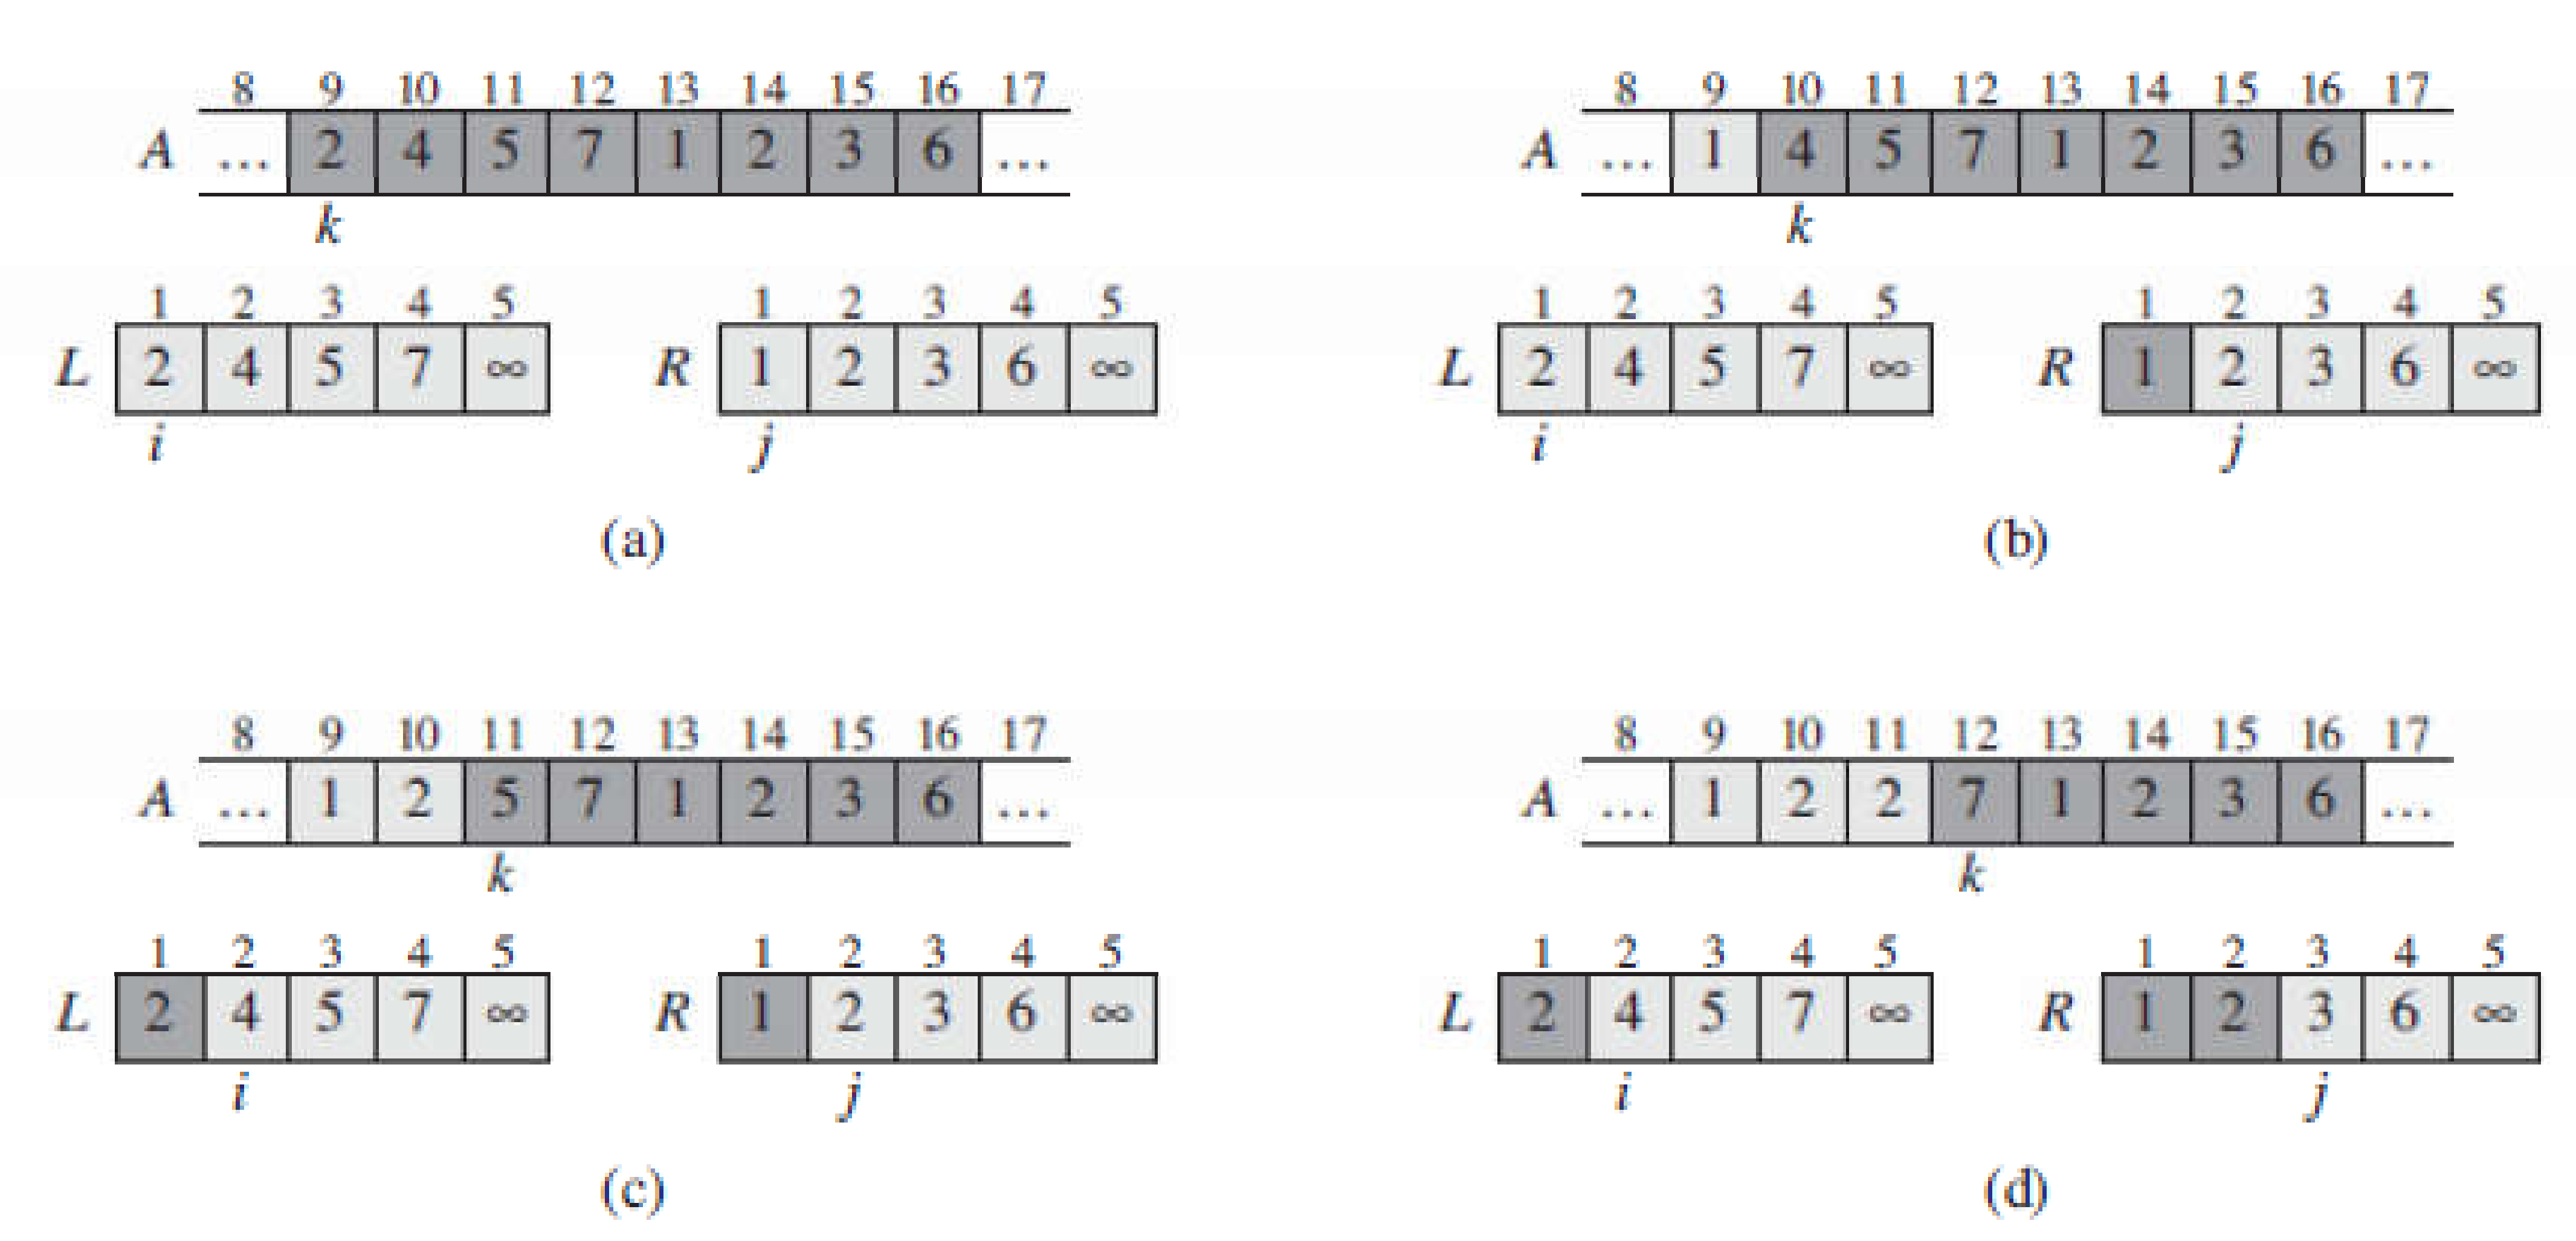 8 9 10 11 12 13 14 15 16 17
A ... 2 4 5 7 1 2 3 6 ...
k
1 2 3 4 5
L 2 4 5 7 ∞
i
1 2 3 4 5
R 1 2 3 6 ∞
j
(a)
8 9 10 11 12 13 14 15 16 17
A ... 1 4 5 7 1 2 3 6 ...
k
1 2 3 4 5
L 2 4 5 7 ∞
i
1 2 3 4 5
R 1 2 3 6 ∞
j
(b)
8 9 10 11 12 13 14 15 16 17
A ... 1 2 5 7 1 2 3 6 ...
k
1 2 3 4 5
L 2 4 5 7 ∞
i
1 2 3 4 5
R 1 2 3 6 ∞
j
(c)
8 9 10 11 12 13 14 15 16 17
A ... 1 2 2 7 1 2 3 6 ...
k
1 2 3 4 5
L 2 4 5 7 ∞
i
1 2 3 4 5
R 1 2 3 6 ∞
j
(d)